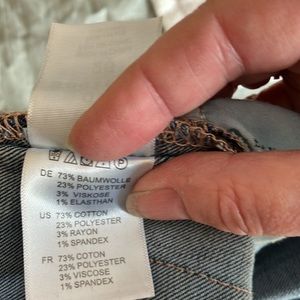 DE 73% BAUMWOLLE
23% POLYESTER
3% VISKOSE
1% ELASTHAN
US 73% COTTON
23% POLYESTER
3% RAYON
1% SPANDEX
FR 73% COTON
23% POLYESTER
3% VISCOSE
1% SPANDEX